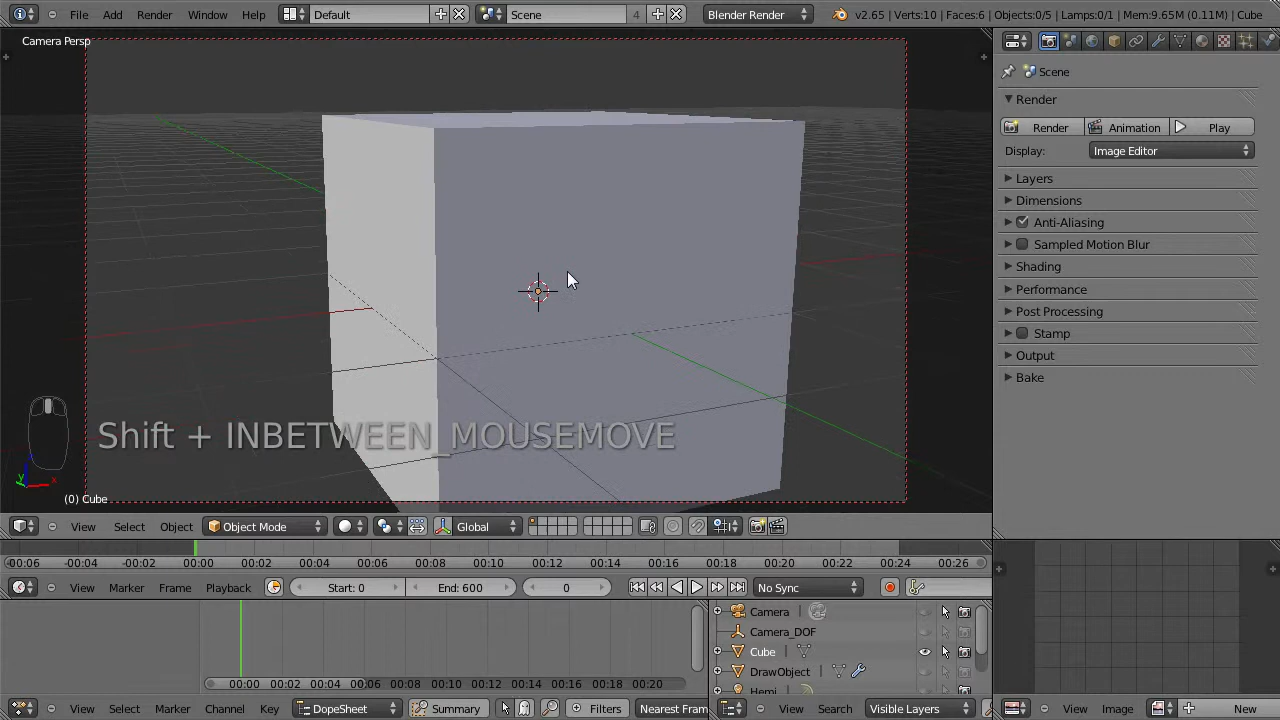 File Add Render Window Help Default Scene 4 Blender Render v2.65 | Verts:10 | Faces:6 | Objects:0/5 | Lamps:0/1 | Mem:9.65M (0.11M) | Cube
Camera Persp
Scene
Render
Render Animation Play
Display: Image Editor
Layers
Dimensions
Anti-Aliasing
Sampled Motion Blur
Shading
Performance
Post Processing
Stamp
Output
Bake
Shift + INBETWEEN_MOUSEMOVE
y x
(0) Cube
View Select Object Object Mode Global
-00:06 -00:04 -00:02 00:00 00:02 00:04 00:06 00:08 00:10 00:12 00:14 00:16 00:18 00:20 00:22 00:24 00:26
View Marker Frame Playback Start: 0 End: 600 0 No Sync
Camera
Camera_DOF
Cube
DrawObject
Hemi
00:00 00:02 00:04 00:06 00:08 00:10 00:12 00:14 00:16 00:18 00:20
View Select Marker Channel Key DopeSheet Summary Filters Nearest Fram
View Search Visible Layers
View Image New